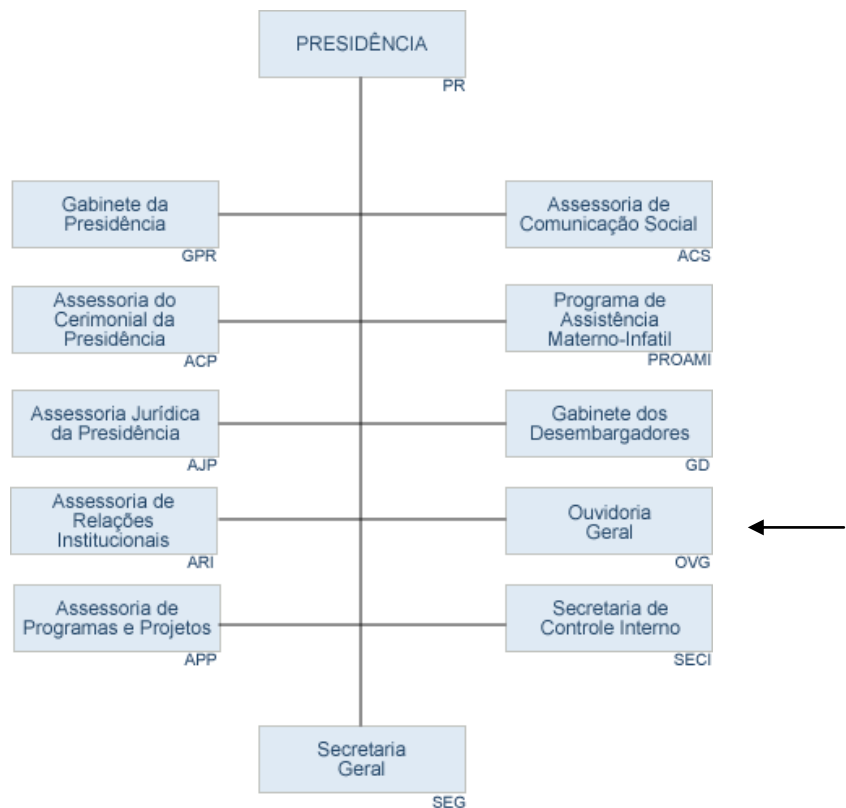 PRESIDÊNCIA
PR
Gabinete da
Presidência
GPR
Assessoria de
Comunicação Social
ACS
Assessoria do
Cerimonial da
Presidência
ACP
Programa de
Assistência
Materno-Infatil
PROAMI
Assessoria Jurídica
da Presidência
AJP
Gabinete dos
Desembargadores
GD
Assessoria de
Relações
Institucionais
ARI
Ouvidoria
Geral
OVG
Assessoria de
Programas e Projetos
APP
Secretaria de
Controle Interno
SECI
Secretaria
Geral
SEG